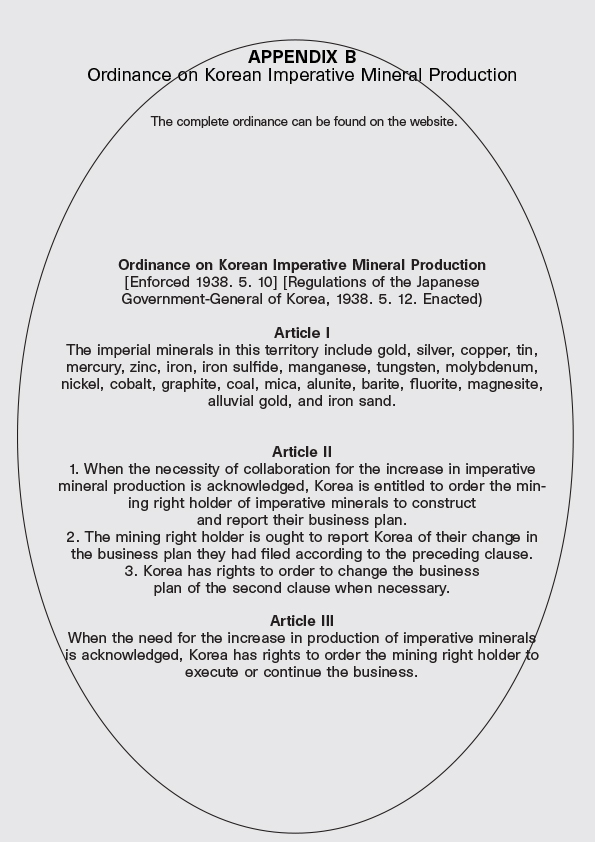 APPENDIX B
Ordinance on Korean Imperative Mineral Production
The complete ordinance can be found on the website.
Ordinance on Korean Imperative Mineral Production
[Enforced 1938. 5. 10] [Regulations of the Japanese
Government-General of Korea, 1938. 5. 12. Enacted)
Article I
The imperial minerals in this territory include gold, silver, copper, tin,
mercury, zinc, iron, iron sulfide, manganese, tungsten, molybdenum,
nickel, cobalt, graphite, coal, mica, alunite, barite, fluorite, magnesite,
alluvial gold, and iron sand.
Article II
1. When the necessity of collaboration for the increase in imperative
mineral production is acknowledged, Korea is entitled to order the min-
ing right holder of imperative minerals to construct
and report their business plan.
2. The mining right holder is ought to report Korea of their change in
the business plan they had filed according to the preceding clause.
3. Korea has rights to order to change the business
plan of the second clause when necessary.
Article III
When the need for the increase in production of imperative minerals
is acknowledged, Korea has rights to order the mining right holder to
execute or continue the business.